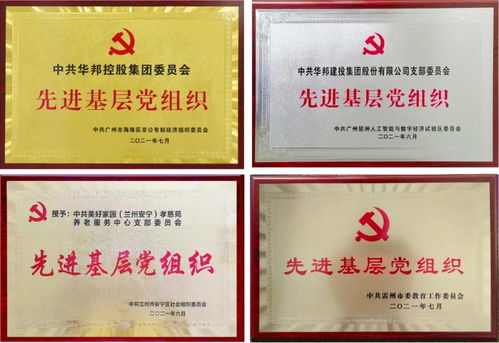 中共华邦控股集团委员会
先进基层党组织
中共广州市海珠区非公有制经济组织委员会
二〇二一年七月
中共华邦建投集团股份有限公司支部委员会
先进基层党组织
中共广州琶洲人工智能与数字经济试验区委员会
二〇二一年六月
授予：中共美好家园（兰州安宁）孝慈苑
养老服务中心支部委员会
先进基层党组织
中共兰州市安宁区社会组织委员会
二〇二一年六月
先进基层党组织
中共雷州市委教育工作委员会
二〇二一年七月